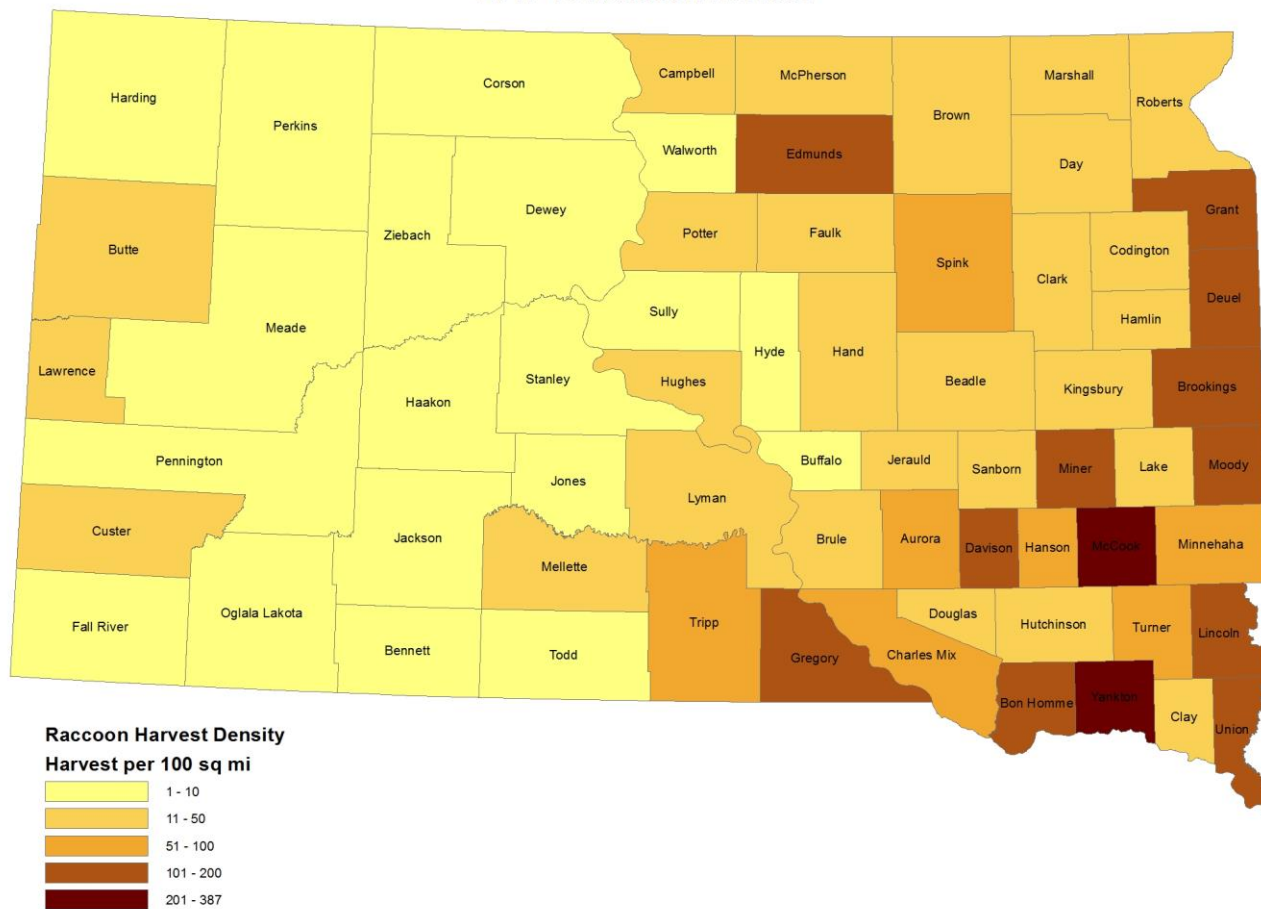 Campbell
McPherson
Marshall
Corson
Harding
Roberts
Brown
Perkins
Walworth
Edmunds
Day
Grant
Dewey
Ziebach
Potter
Faulk
Butte
Codington
Spink
Clark
Deuel
Sully
Hamlin
Meade
Hyde
Hand
Lawrence
Stanley
Hughes
Beadle
Kingsbury
Brookings
Haakon
Pennington
Buffalo
Jerauld
Sanborn
Miner
Lake
Moody
Jones
Lyman
Custer
Jackson
Brule
Aurora
Davison
Hanson
McCook
Minnehaha
Mellette
Oglala Lakota
Fall River
Tripp
Douglas
Hutchinson
Turner
Lincoln
Bennett
Todd
Gregory
Charles Mix
Bon Homme
Yankton
Clay
Union
Raccoon Harvest Density
Harvest per 100 sq mi
1 - 10
11 - 50
51 - 100
101 - 200
201 - 387